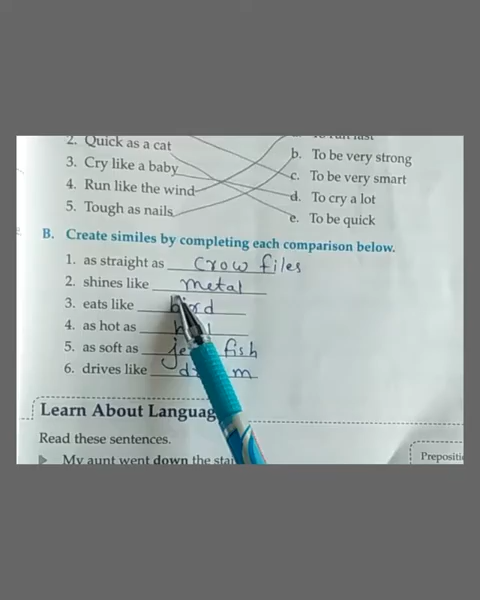 2. Quick as a cat
3. Cry like a baby
4. Run like the wind
5. Tough as nails
b. To be very strong
c. To be very smart
d. To cry a lot
e. To be quick
B. Create similes by completing each comparison below.
1. as straight as crow files
2. shines like metal
3. eats like bird
4. as hot as
5. as soft as fish
6. drives like
Learn About
Read these sentences.
My aunt went down the